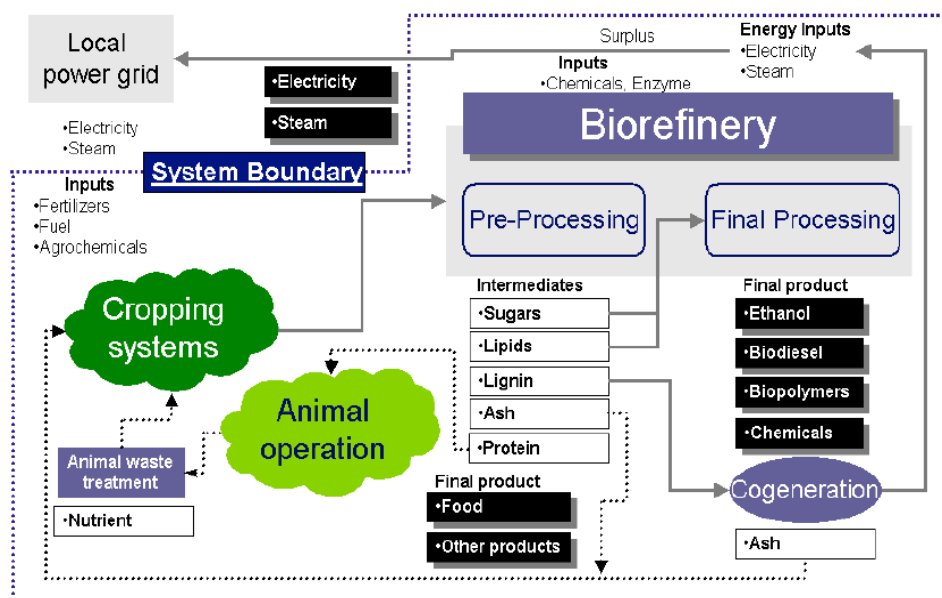 Local
power grid
•Electricity
•Steam
Surplus
Energy Inputs
•Electricity
•Steam
Inputs
•Chemicals, Enzyme
•Electricity
•Steam
Biorefinery
System Boundary
Inputs
•Fertilizers
•Fuel
•Agrochemicals
Pre-Processing
Final Processing
Cropping
systems
Intermediates
•Sugars
•Lipids
•Lignin
•Ash
•Protein
Final product
•Ethanol
•Biodiesel
•Biopolymers
•Chemicals
Animal
operation
Animal waste
treatment
•Nutrient
Final product
•Food
•Other products
Cogeneration
•Ash